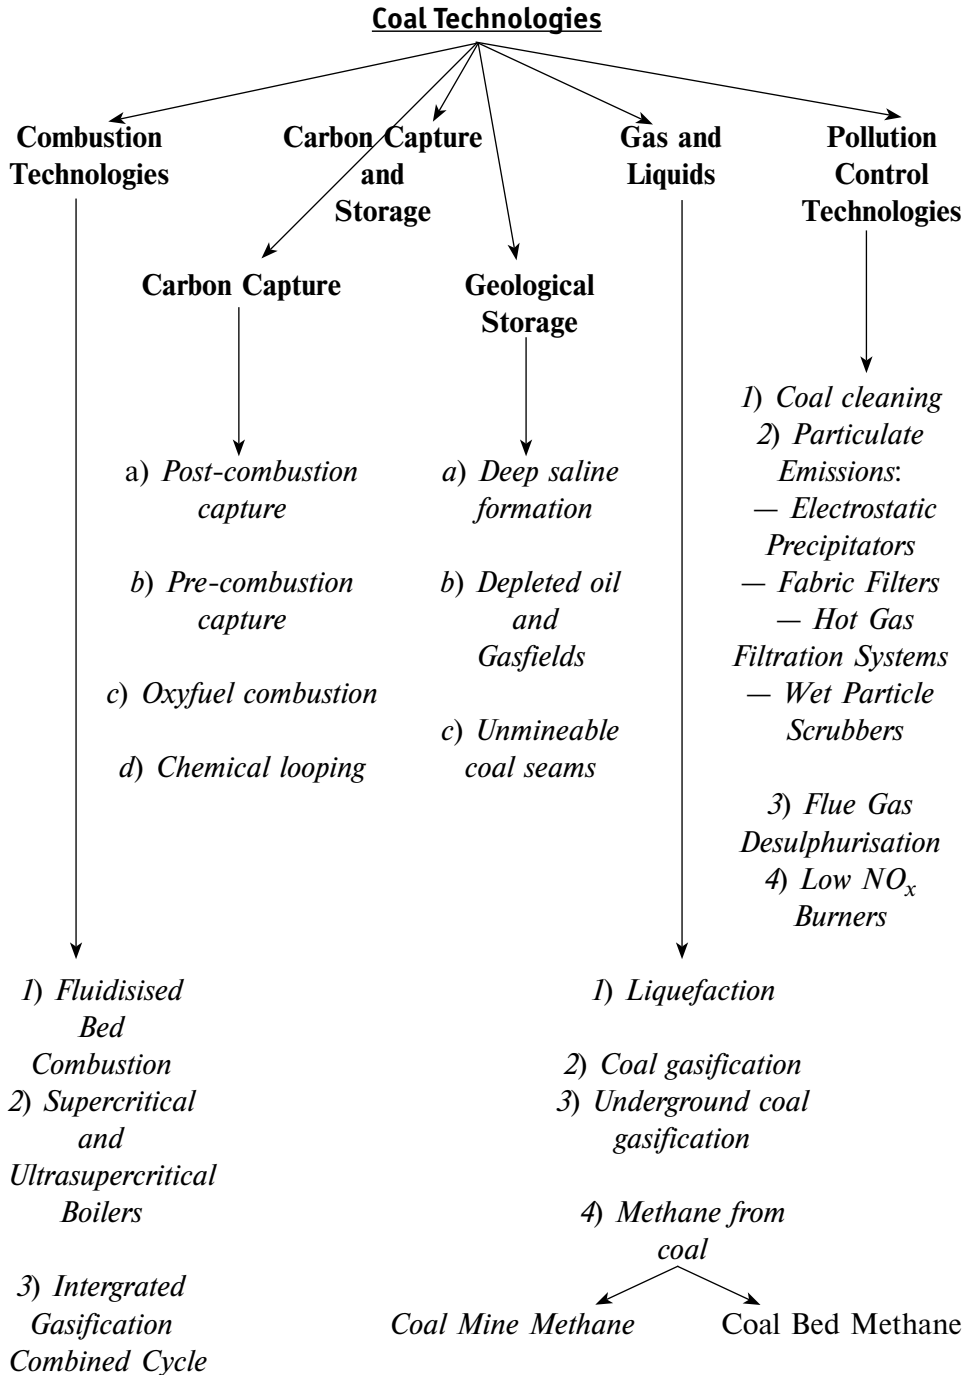 Coal Technologies
Combustion
Technologies
Carbon Capture
and
Storage
Gas and
Liquids
Pollution
Control
Technologies
Carbon Capture
Geological
Storage
a) Post-combustion
capture
b) Pre-combustion
capture
c) Oxyfuel combustion
d) Chemical looping
a) Deep saline
formation
b) Depleted oil
and
Gasfields
c) Unmineable
coal seams
1) Coal cleaning
2) Particulate
Emissions:
— Electrostatic
Precipitators
— Fabric Filters
— Hot Gas
Filtration Systems
— Wet Particle
Scrubbers
3) Flue Gas
Desulphurisation
4) Low NOx
Burners
1) Fluidisised
Bed
Combustion
2) Supercritical
and
Ultrasupercritical
Boilers
3) Intergrated
Gasification
Combined Cycle
1) Liquefaction
2) Coal gasification
3) Underground coal
gasification
4) Methane from
coal
Coal Mine Methane
Coal Bed Methane